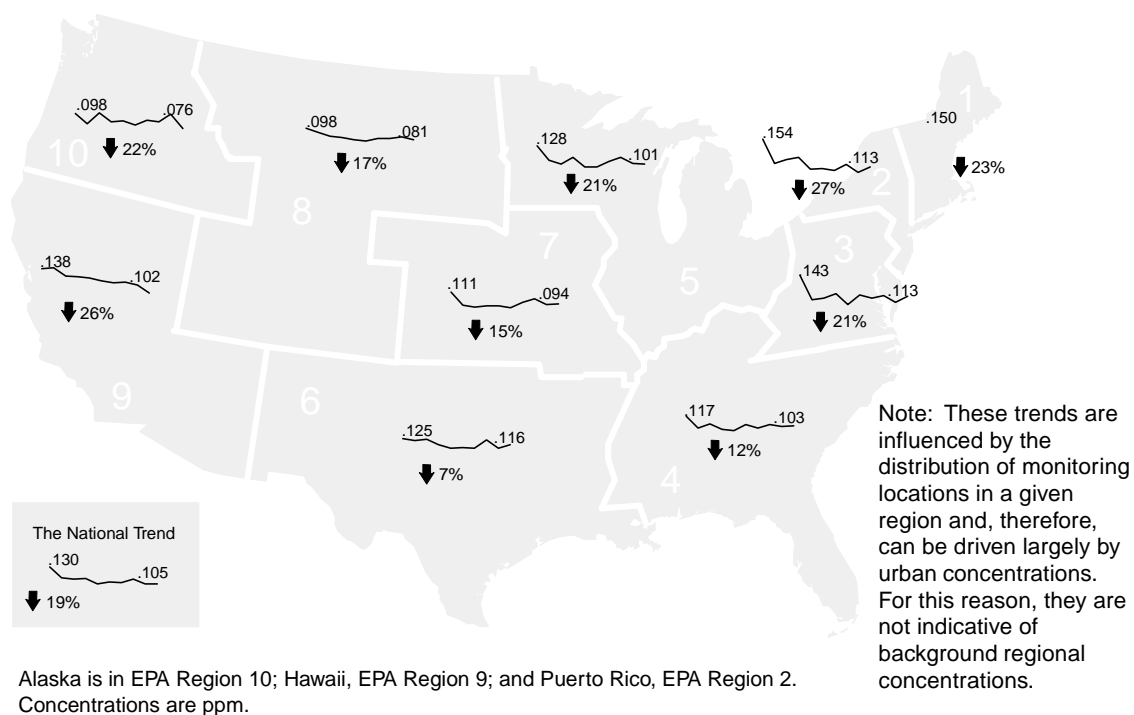 .098 .076
22%
10
.098 .081
17%
8
.128 .101
21%
.154 .113
27%
2
.150
1
23%
.138 .102
26%
9
.111 .094
15%
7
5
3
.143 .113
21%
6
.125 .116
7%
.117 .103
12%
4
The National Trend
.130 .105
19%
Note: These trends are
influenced by the
distribution of monitoring
locations in a given
region and, therefore,
can be driven largely by
urban concentrations.
For this reason, they are
not indicative of
background regional
concentrations.
Alaska is in EPA Region 10; Hawaii, EPA Region 9; and Puerto Rico, EPA Region 2.
Concentrations are ppm.